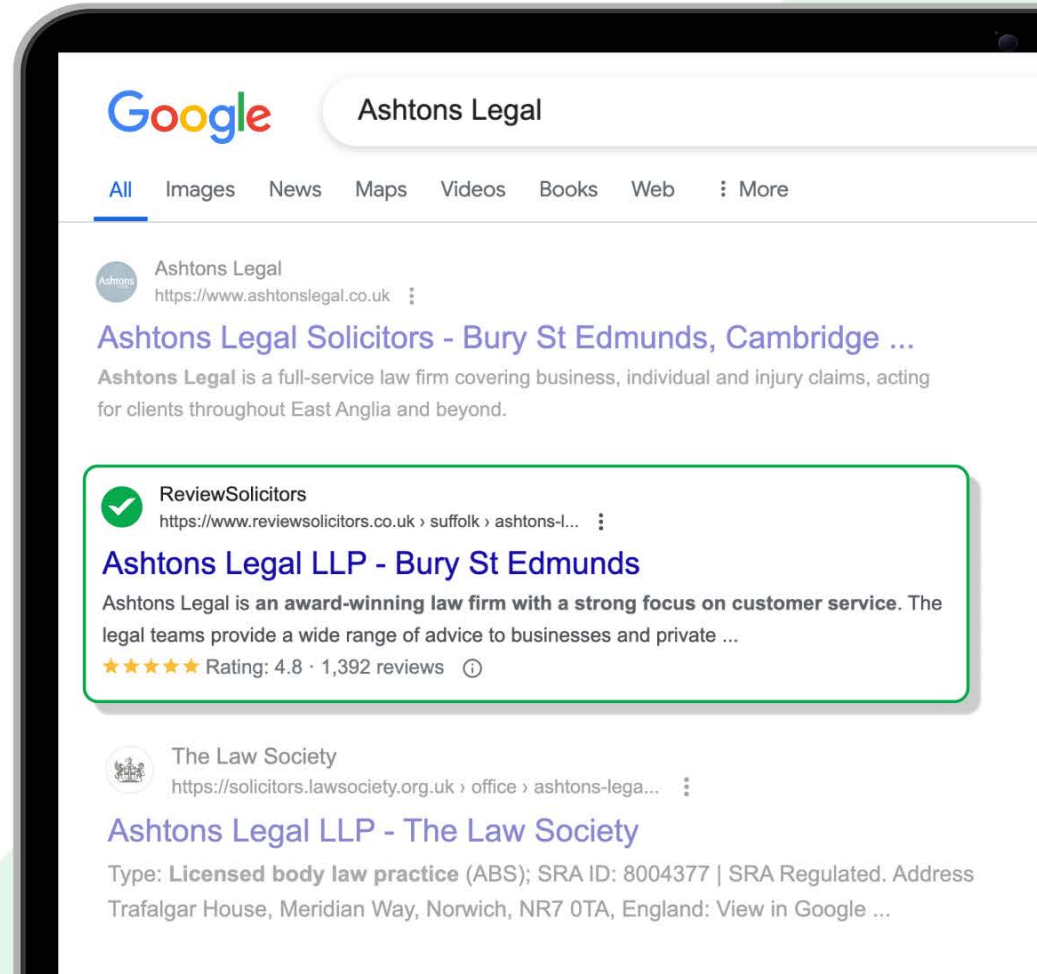 Google
Ashtons Legal
All Images News Maps Videos Books Web More
Ashtons
Ashtons Legal
https://www.ashtonslegal.co.uk
Ashtons Legal Solicitors - Bury St Edmunds, Cambridge ...
Ashtons Legal is a full-service law firm covering business, individual and injury claims, acting
for clients throughout East Anglia and beyond.
ReviewSolicitors
https://www.reviewsolicitors.co.uk › suffolk › ashtons-l...
Ashtons Legal LLP - Bury St Edmunds
Ashtons Legal is an award-winning law firm with a strong focus on customer service. The
legal teams provide a wide range of advice to businesses and private ...
Rating: 4.8 · 1,392 reviews
The Law Society
https://solicitors.lawsociety.org.uk › office › ashtons-lega...
Ashtons Legal LLP - The Law Society
Type: Licensed body law practice (ABS); SRA ID: 8004377 | SRA Regulated. Address
Trafalgar House, Meridian Way, Norwich, NR7 0TA, England: View in Google ...